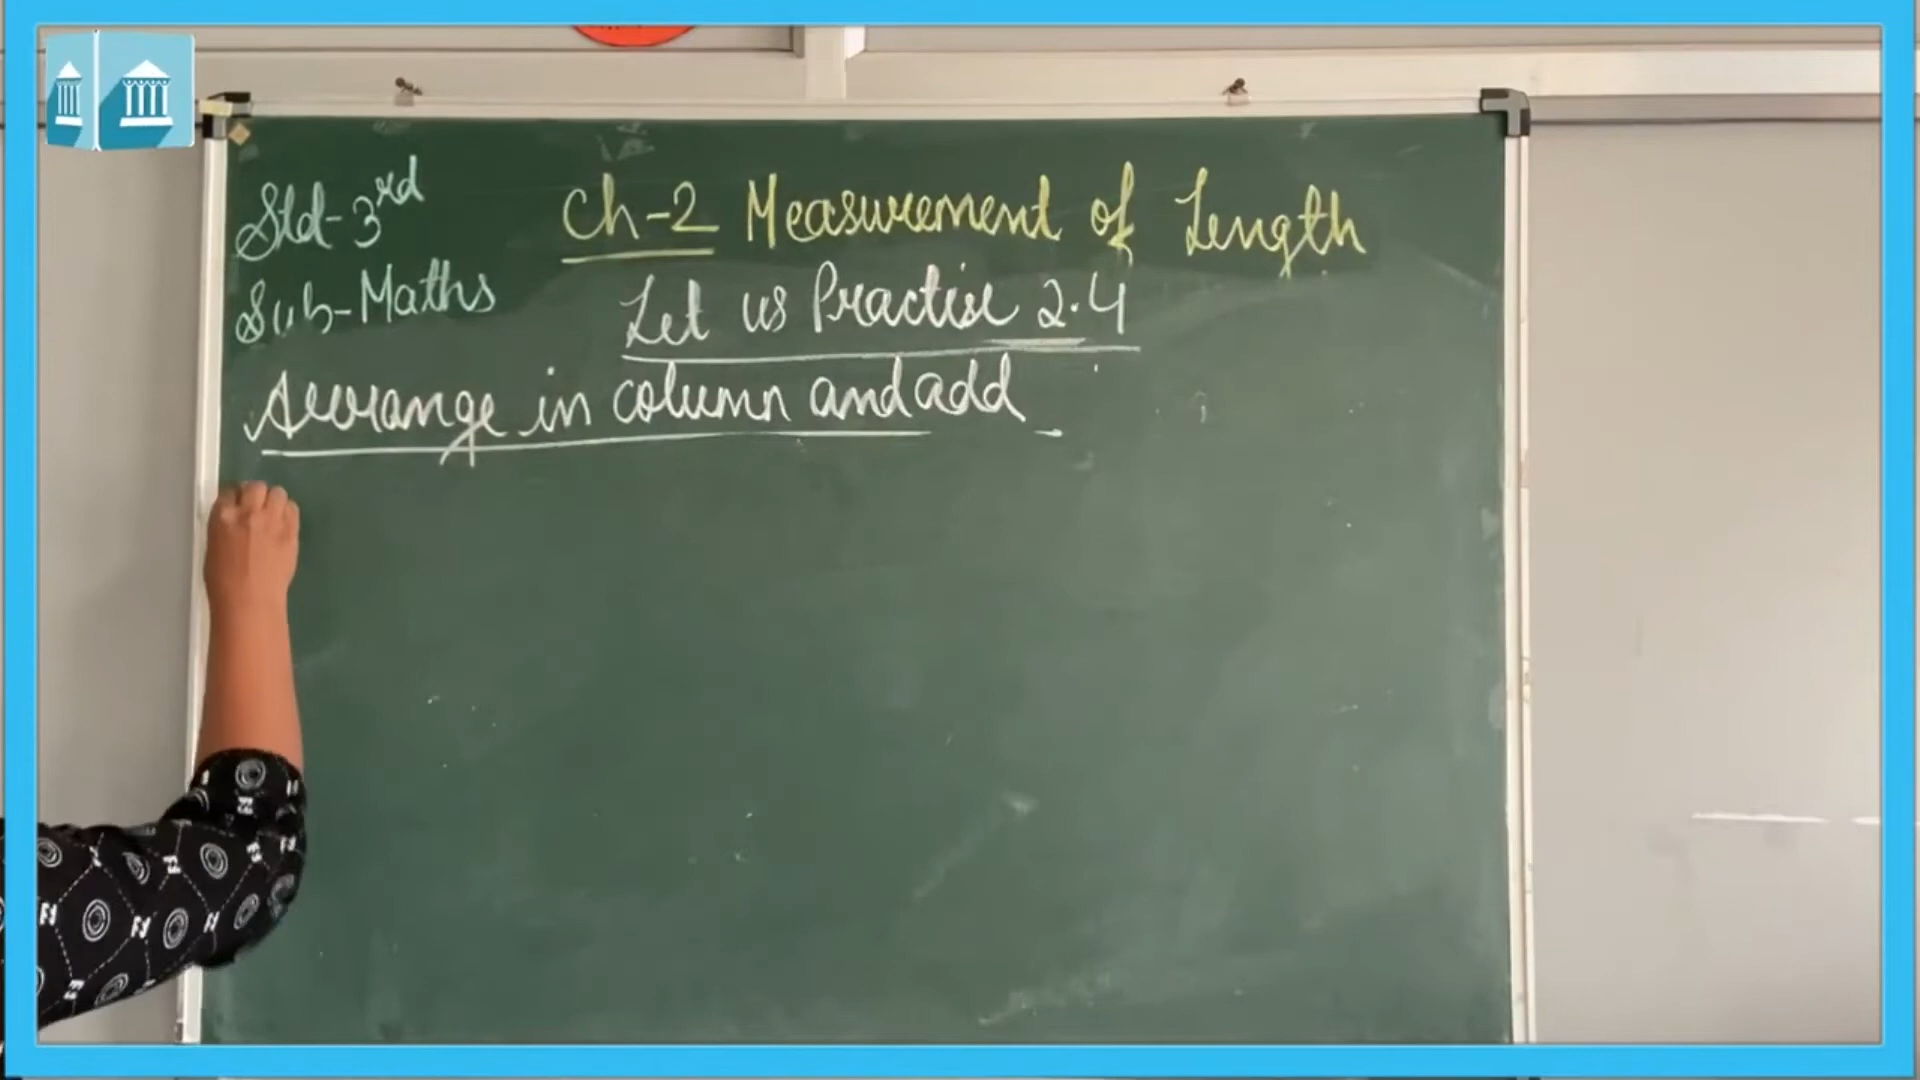 Std-3rd
Ch-2 Measurement of Length
Sub-Maths
Let us Practise 2.4
Arrange in column and add